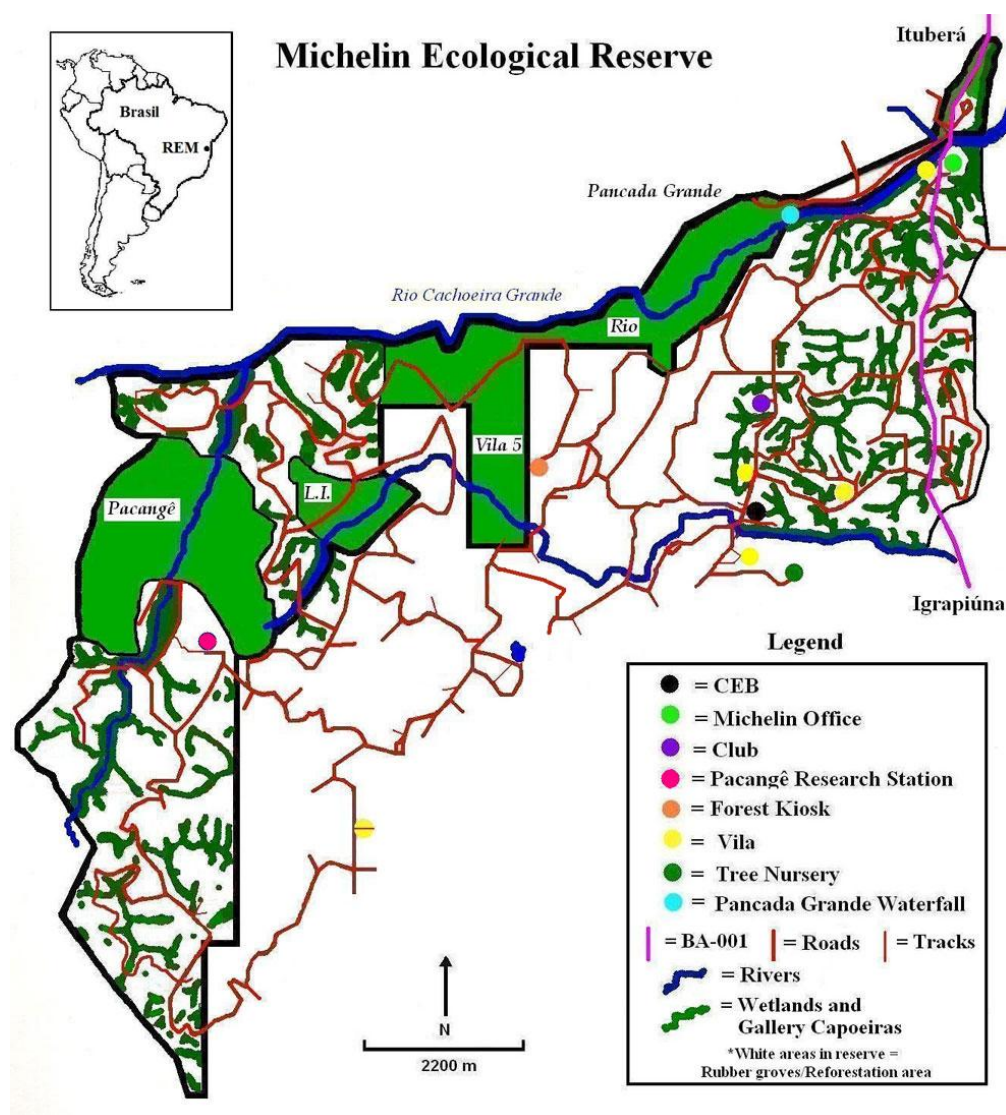 Michelin Ecological Reserve
Brasil
REM
Ituberá
Pancada Grande
Rio Cachoeira Grande
Rio
Vila 5
L.I.
Pacangê
Igrapiúna
Legend
= CEB
= Michelin Office
= Club
= Pacangê Research Station
= Forest Kiosk
= Vila
= Tree Nursery
= Pancada Grande Waterfall
= BA-001 = Roads = Tracks
= Rivers
= Wetlands and
Gallery Capoeiras
*White areas in reserve =
Rubber groves/Reforestation area
N
2200 m